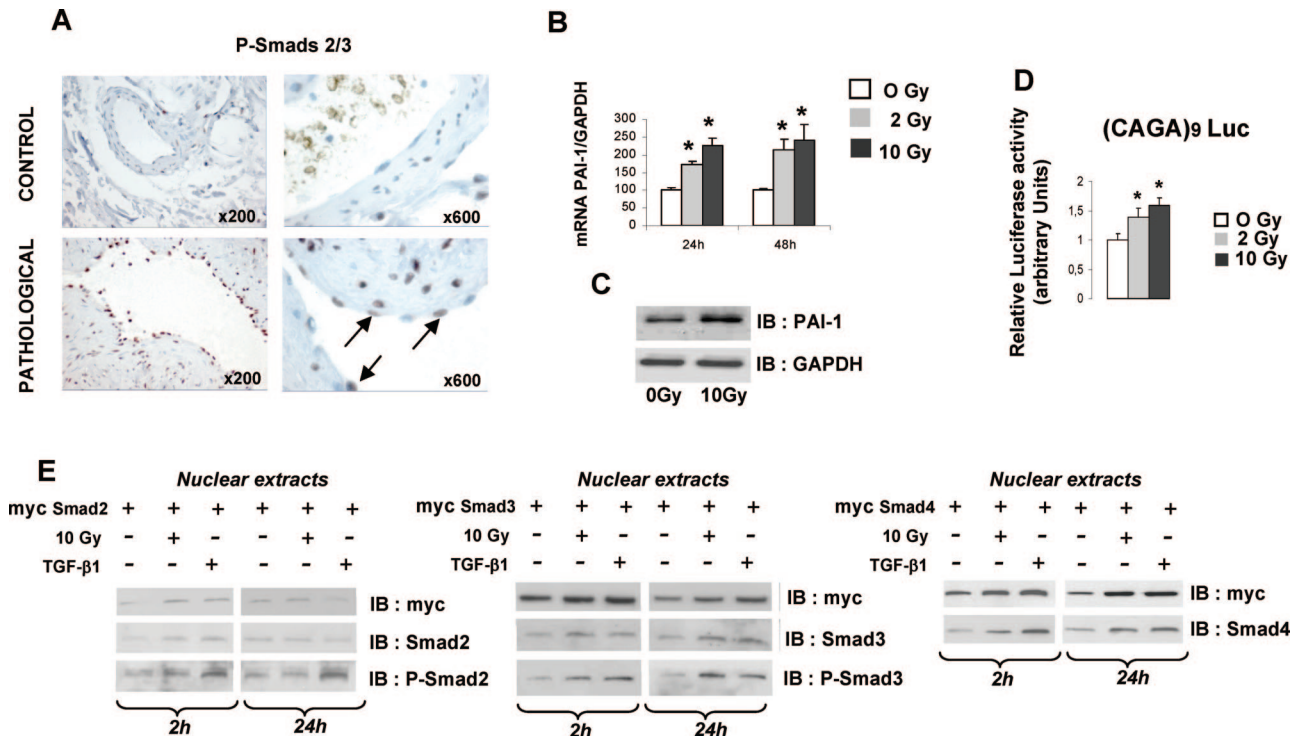 A
P-Smads 2/3
CONTROL
x200
x600
PATHOLOGICAL
x200
x600
B
mRNA PAI-1/GAPDH
300
250
200
150
100
50
0
* * * *
24h 48h
O Gy
2 Gy
10 Gy
C
IB : PAI-1
IB : GAPDH
0Gy 10Gy
D
(CAGA)9 Luc
Relative Luciferase activity
(arbitrary Units)
2
1,5
1
0,5
0
* *
O Gy
2 Gy
10 Gy
E
Nuclear extracts
myc Smad2 + + + + + +
10 Gy - + - - + -
TGF-β1 - - + - - +
IB : myc
IB : Smad2
IB : P-Smad2
2h 24h
Nuclear extracts
myc Smad3 + + + + + +
10 Gy - + - - + -
TGF-β1 - - + - - +
IB : myc
IB : Smad3
IB : P-Smad3
2h 24h
Nuclear extracts
myc Smad4 + + + + + +
10 Gy - + - - + -
TGF-β1 - - + - - +
IB : myc
IB : Smad4
2h 24h